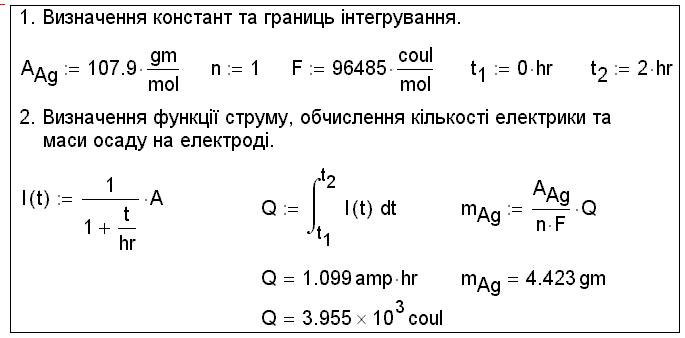 1. Визначення констант та границь інтегрування.
A_Ag := 107.9·gm/mol n := 1 F := 96485·coul/mol t_1 := 0·hr t_2 := 2·hr
2. Визначення функції струму, обчислення кількості електрики та
маси осаду на електроді.
I(t) := 1/(1 + t/hr)·A Q := ∫_{t_1}^{t_2} I(t) dt m_Ag := A_Ag/(n·F)·Q
Q = 1.099 amp·hr m_Ag = 4.423 gm
Q = 3.955 × 10^3 coul